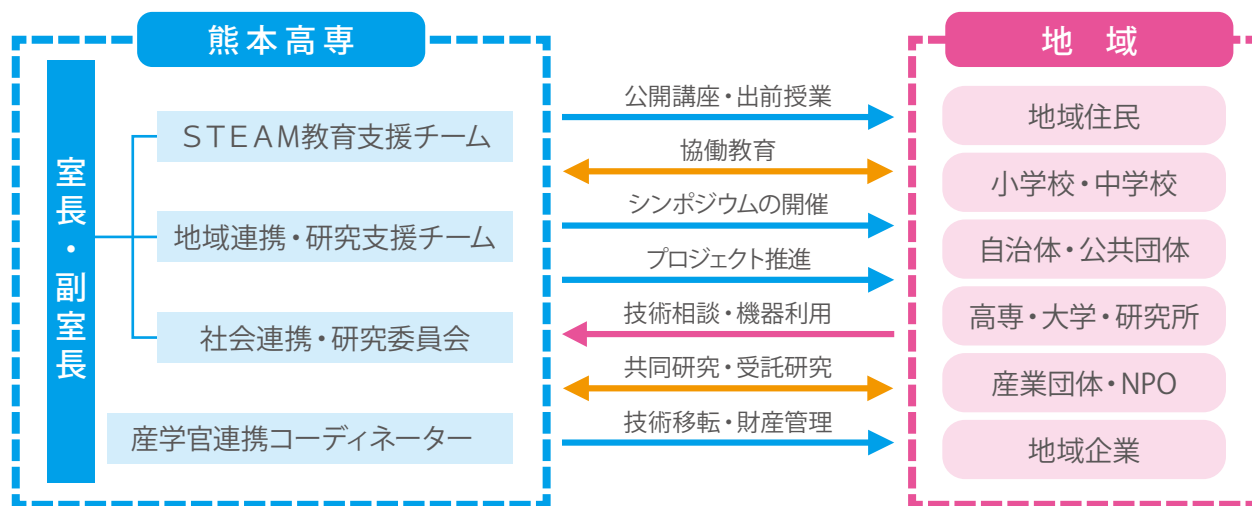 熊本高専
室長・副室長
STEAM教育支援チーム
地域連携・研究支援チーム
社会連携・研究委員会
産学官連携コーディネーター
公開講座・出前授業
協働教育
シンポジウムの開催
プロジェクト推進
技術相談・機器利用
共同研究・受託研究
技術移転・財産管理
地 域
地域住民
小学校・中学校
自治体・公共団体
高専・大学・研究所
産業団体・NPO
地域企業